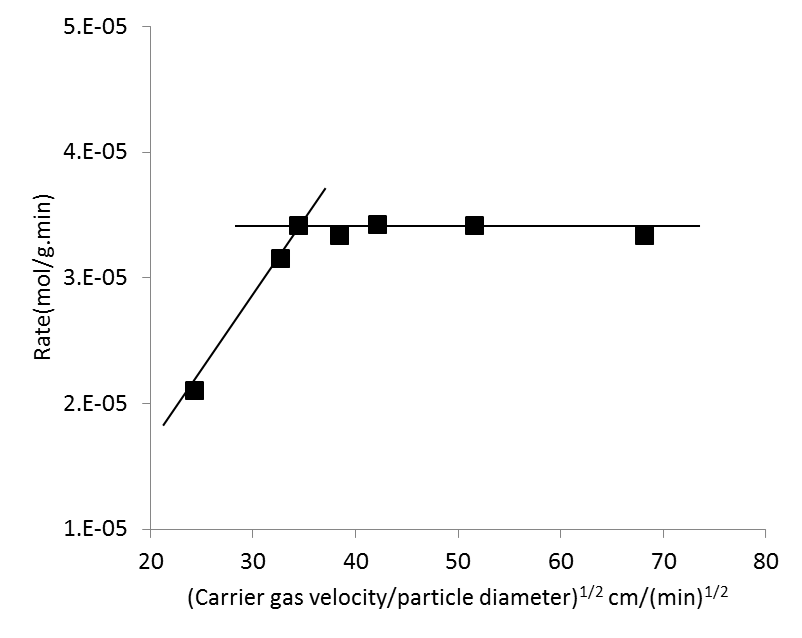 5.E-05
4.E-05
3.E-05
2.E-05
1.E-05
Rate(mol/g.min)
20 30 40 50 60 70 80
(Carrier gas velocity/particle diameter)^1/2 cm/(min)^1/2